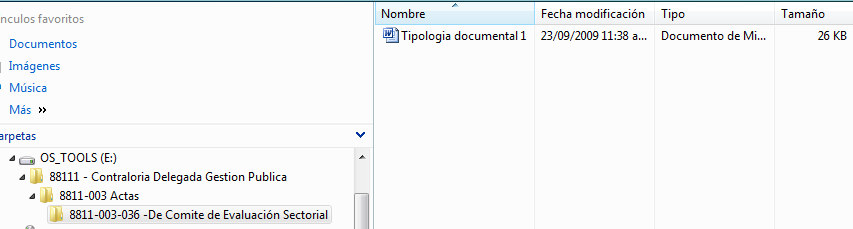 nculos favoritos
Documentos
Imágenes
Música
Más »
arpetas
OS_TOOLS (E:)
88111 - Contraloria Delegada Gestion Publica
8811-003 Actas
8811-003-036 -De Comite de Evaluación Sectorial
Nombre Fecha modificación Tipo Tamaño
Tipologia documental 1 23/09/2009 11:38 a... Documento de Mi... 26 KB